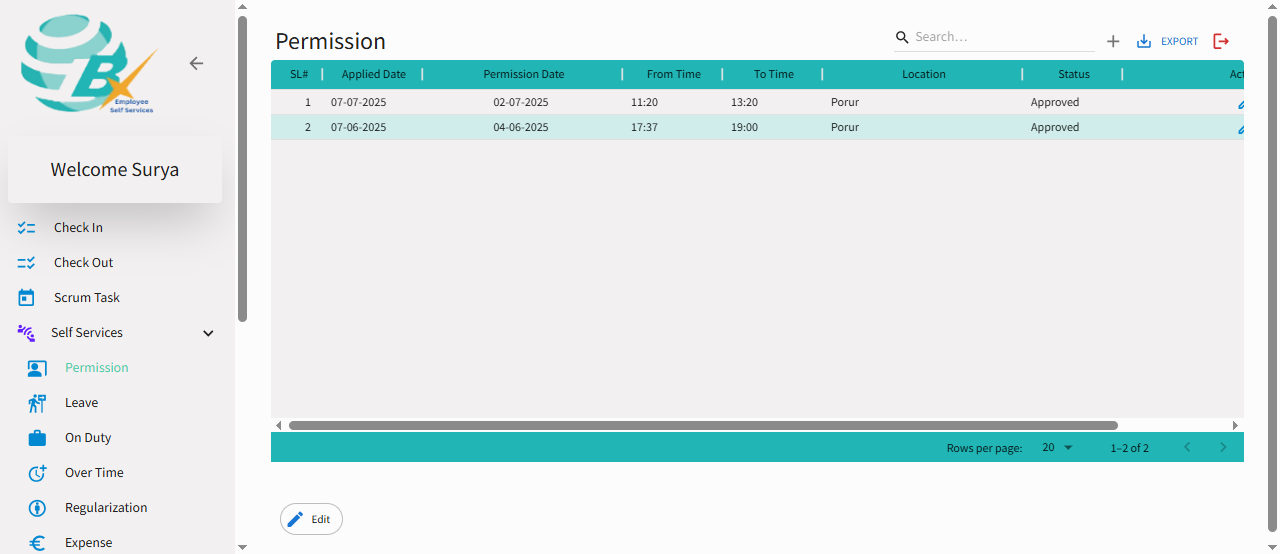 BX
Employee
Self Services
Welcome Surya
Check In
Check Out
Scrum Task
Self Services
Permission
Leave
On Duty
Over Time
Regularization
Expense
Permission
Search…
EXPORT
SL# Applied Date Permission Date From Time To Time Location Status
1 07-07-2025 02-07-2025 11:20 13:20 Porur Approved
2 07-06-2025 04-06-2025 17:37 19:00 Porur Approved
Rows per page: 20 1–2 of 2
Edit